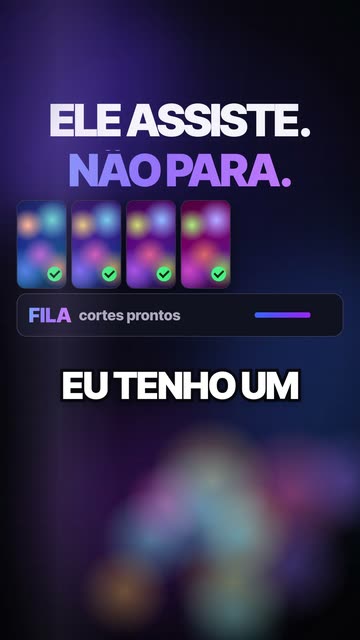 ELE ASSISTE.
NÃO PARA.
FILA cortes prontos
EU TENHO UM